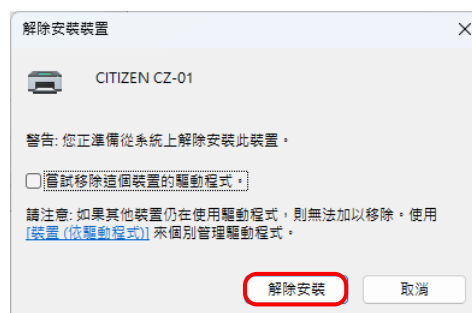 解除安裝裝置
CITIZEN CZ-01
警告: 您正準備從系統上解除安裝此裝置。
嘗試移除這個裝置的驅動程式。
請注意: 如果其他裝置仍在使用驅動程式，則無法加以移除。使用
[裝置 (依驅動程式)] 來個別管理驅動程式。
解除安裝
取消